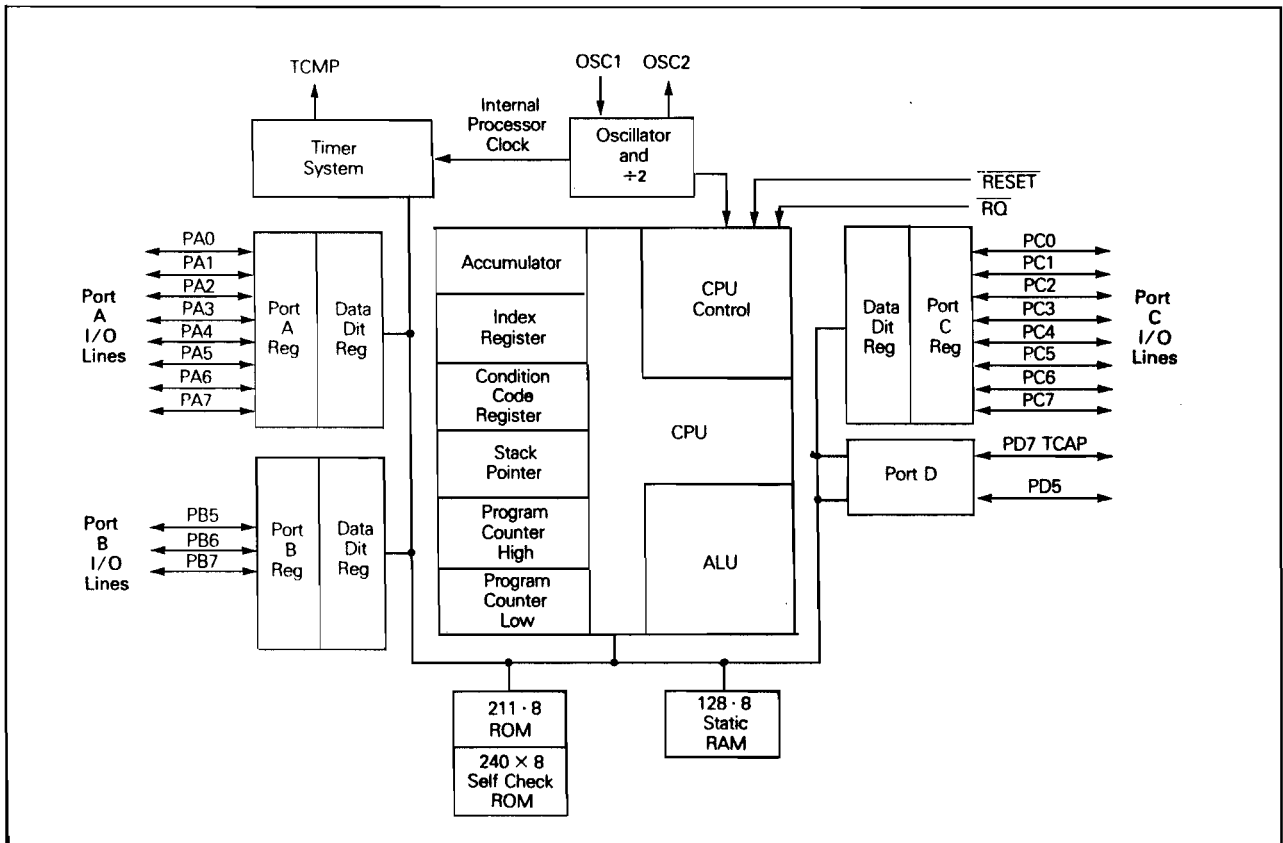 TCMP
OSC1 OSC2
Internal
Processor
Clock
Timer
System
Oscillator
and
÷2
RESET
RQ
PA0
PA1
PA2
PA3
PA4
PA5
PA6
PA7
Port
A
I/O
Lines
Port
A
Reg
Data
Dit
Reg
Accumulator
Index
Register
Condition
Code
Register
Stack
Pointer
Program
Counter
High
Program
Counter
Low
CPU
Control
CPU
ALU
Data
Dit
Reg
Port
C
Reg
PC0
PC1
PC2
PC3
PC4
PC5
PC6
PC7
Port
C
I/O
Lines
Port D
PD7 TCAP
PD5
Port
B
I/O
Lines
PB5
PB6
PB7
Port
B
Reg
Data
Dit
Reg
211 · 8
ROM
240 × 8
Self Check
ROM
128 · 8
Static
RAM